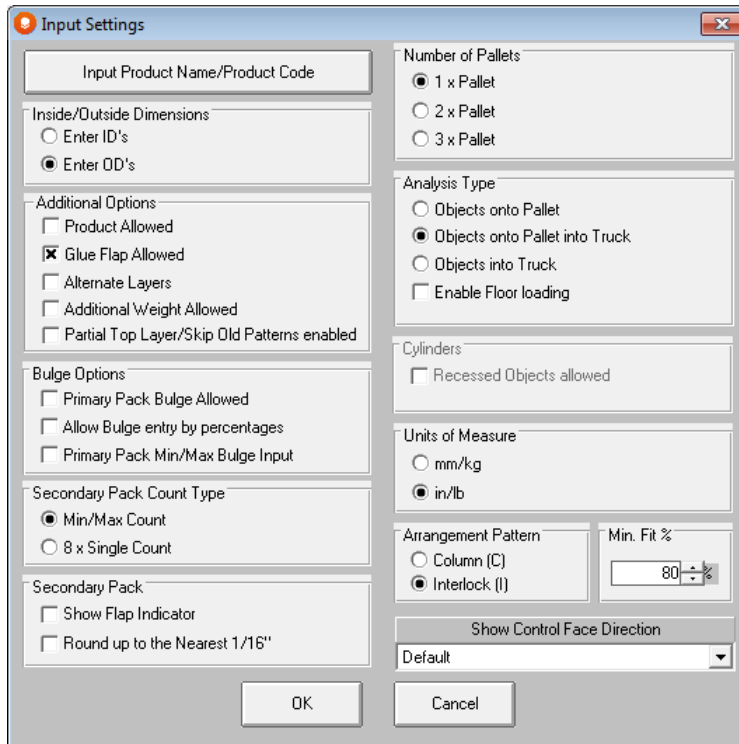 Input Settings
Input Product Name/Product Code
Inside/Outside Dimensions
Enter ID's
Enter OD's
Additional Options
Product Allowed
Glue Flap Allowed
Alternate Layers
Additional Weight Allowed
Partial Top Layer/Skip Old Patterns enabled
Bulge Options
Primary Pack Bulge Allowed
Allow Bulge entry by percentages
Primary Pack Min/Max Bulge Input
Secondary Pack Count Type
Min/Max Count
8 x Single Count
Secondary Pack
Show Flap Indicator
Round up to the Nearest 1/16"
Number of Pallets
1 x Pallet
2 x Pallet
3 x Pallet
Analysis Type
Objects onto Pallet
Objects onto Pallet into Truck
Objects into Truck
Enable Floor loading
Cylinders
Recessed Objects allowed
Units of Measure
mm/kg
in/lb
Arrangement Pattern
Column (C)
Interlock (I)
Min. Fit %
80 %
Show Control Face Direction
Default
OK
Cancel